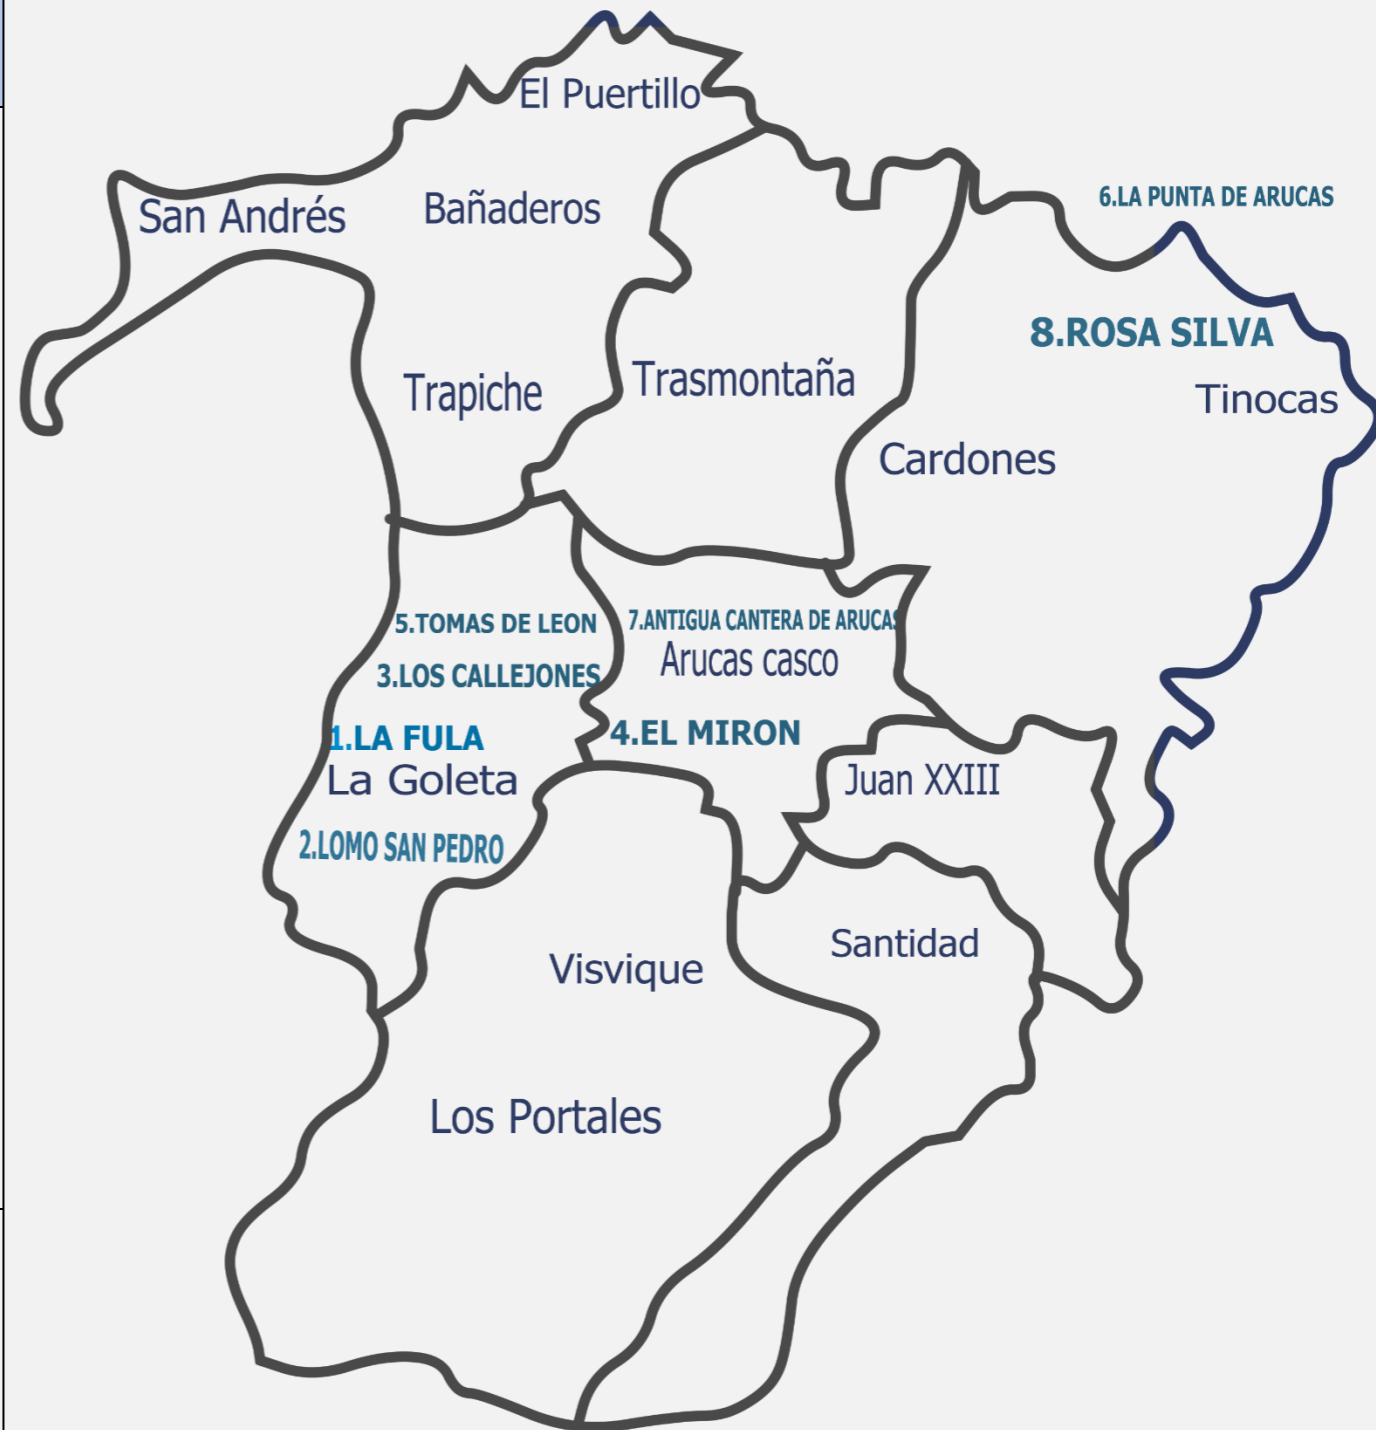 El Puertillo
6.LA PUNTA DE ARUCAS
San Andrés
Bañaderos
8.ROSA SILVA
Trapiche
Trasmontaña
Tinocas
Cardones
5.TOMAS DE LEON
7.ANTIGUA CANTERA DE ARUCAS
Arucas casco
3.LOS CALLEJONES
1.LA FULA
4.EL MIRON
La Goleta
Juan XXIII
2.LOMO SAN PEDRO
Santidad
Visvique
Los Portales